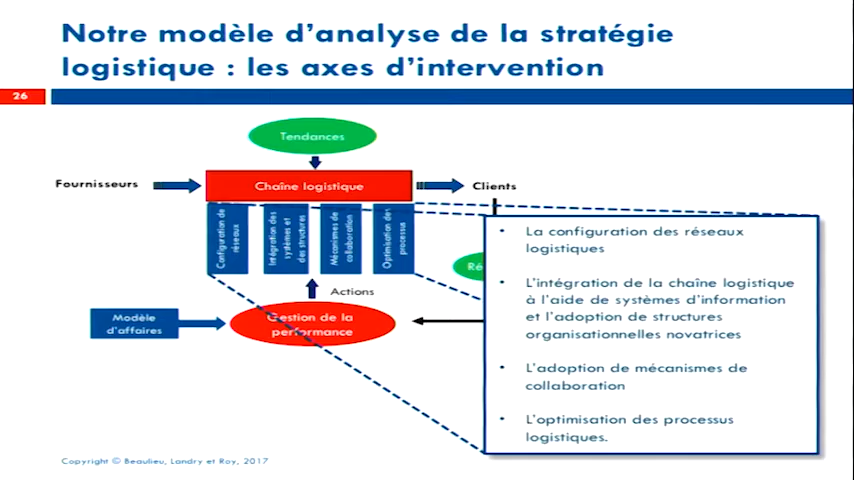 Notre modèle d'analyse de la stratégie
logistique : les axes d'intervention
26
Tendances
Fournisseurs
Chaîne logistique
Clients
Configuration de
réseaux
Intégration des
systèmes et
des structures
Mécanismes de
collaboration
Optimisation des
processus
Actions
Modèle
d'affaires
Gestion de la
performance
• La configuration des réseaux
logistiques
• L'intégration de la chaîne logistique
à l'aide de systèmes d'information
et l'adoption de structures
organisationnelles novatrices
• L'adoption de mécanismes de
collaboration
• L'optimisation des processus
logistiques.
Copyright © Beaulieu, Landry et Roy, 2017